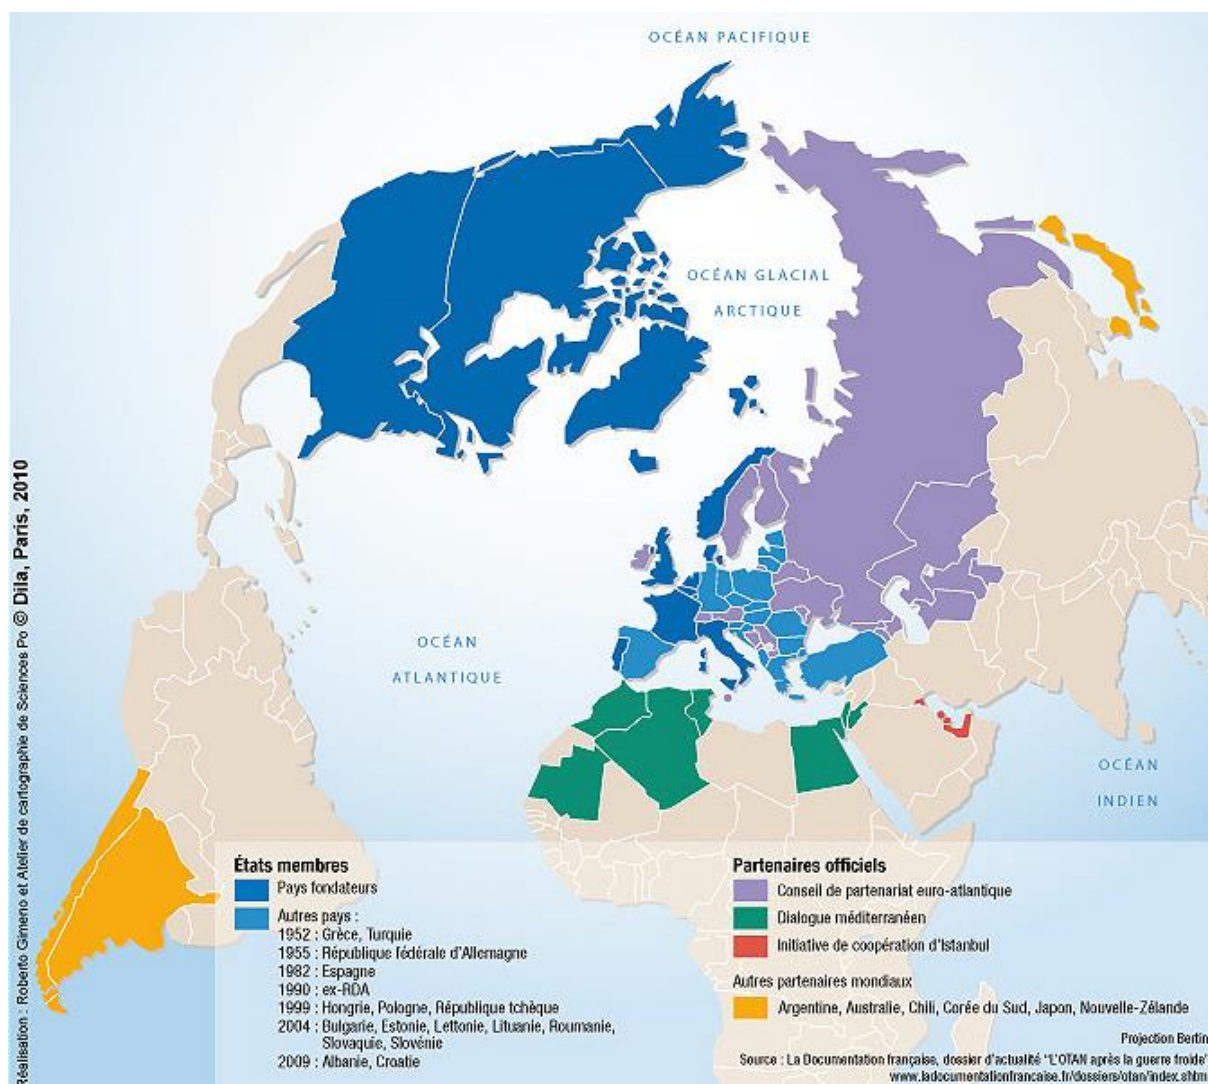 OCÉAN PACIFIQUE
OCÉAN GLACIAL
ARCTIQUE
OCÉAN
ATLANTIQUE
OCÉAN
INDIEN
Réalisation : Roberto Gimeno et Atelier de cartographie de Sciences Po © Dila, Paris, 2010
États membres
Pays fondateurs
Autres pays :
1952 : Grèce, Turquie
1955 : République fédérale d'Allemagne
1982 : Espagne
1990 : ex-RDA
1999 : Hongrie, Pologne, République tchèque
2004 : Bulgarie, Estonie, Lettonie, Lituanie, Roumanie,
Slovaquie, Slovénie
2009 : Albanie, Croatie
Partenaires officiels
Conseil de partenariat euro-atlantique
Dialogue méditerranéen
Initiative de coopération d'Istanbul
Autres partenaires mondiaux
Argentine, Australie, Chili, Corée du Sud, Japon, Nouvelle-Zélande
Projection Bertin
Source : La Documentation française, dossier d'actualité "L'OTAN après la guerre froide"
www.ladocumentationfrancaise.fr/dossiers/otan/index.shtm